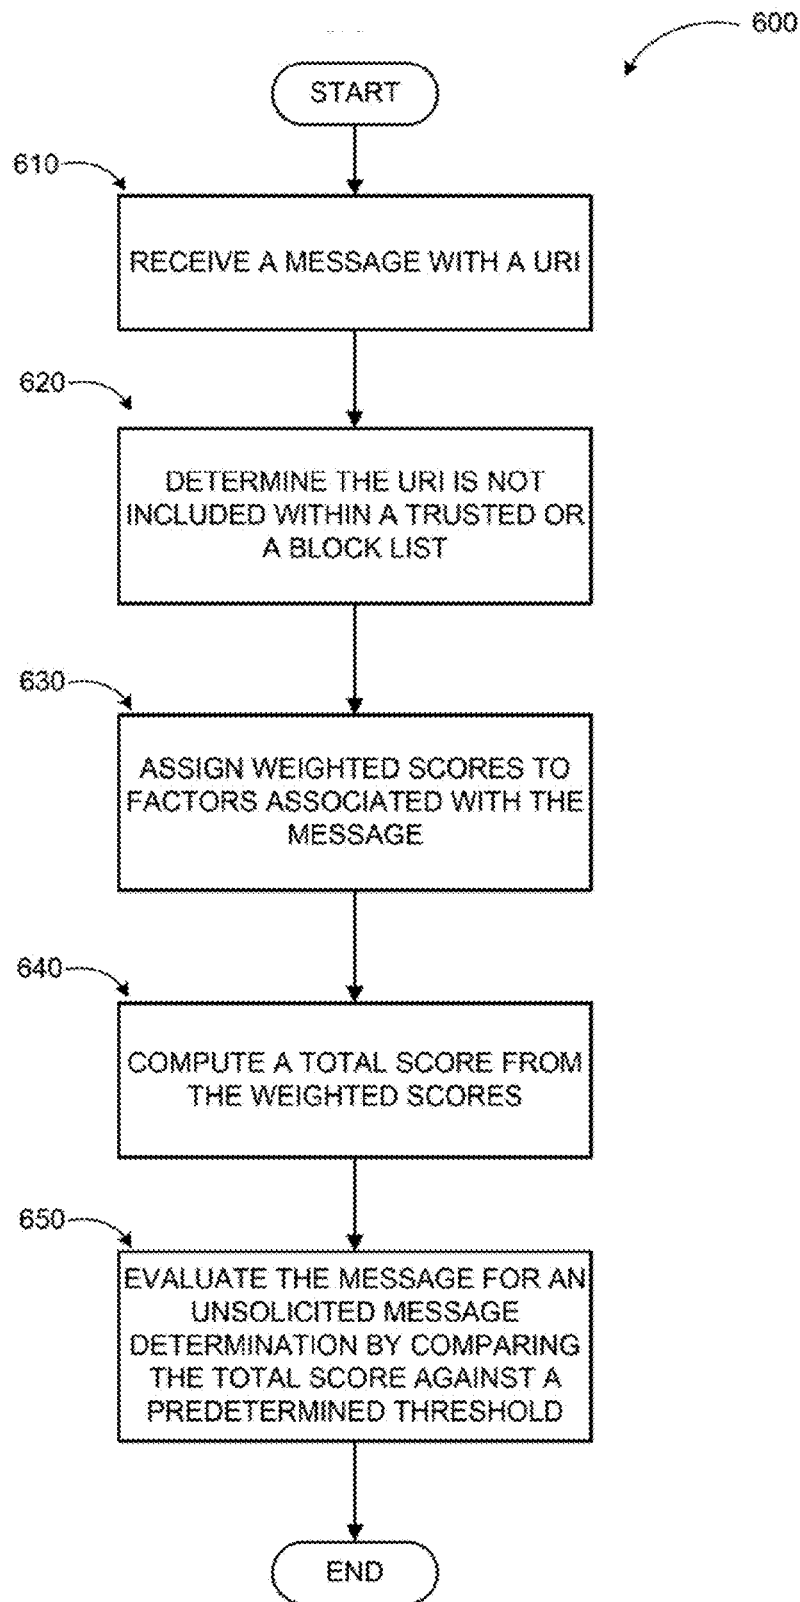 600
START
610
RECEIVE A MESSAGE WITH A URI
620
DETERMINE THE URI IS NOT
INCLUDED WITHIN A TRUSTED OR
A BLOCK LIST
630
ASSIGN WEIGHTED SCORES TO
FACTORS ASSOCIATED WITH THE
MESSAGE
640
COMPUTE A TOTAL SCORE FROM
THE WEIGHTED SCORES
650
EVALUATE THE MESSAGE FOR AN
UNSOLICITED MESSAGE
DETERMINATION BY COMPARING
THE TOTAL SCORE AGAINST A
PREDETERMINED THRESHOLD
END